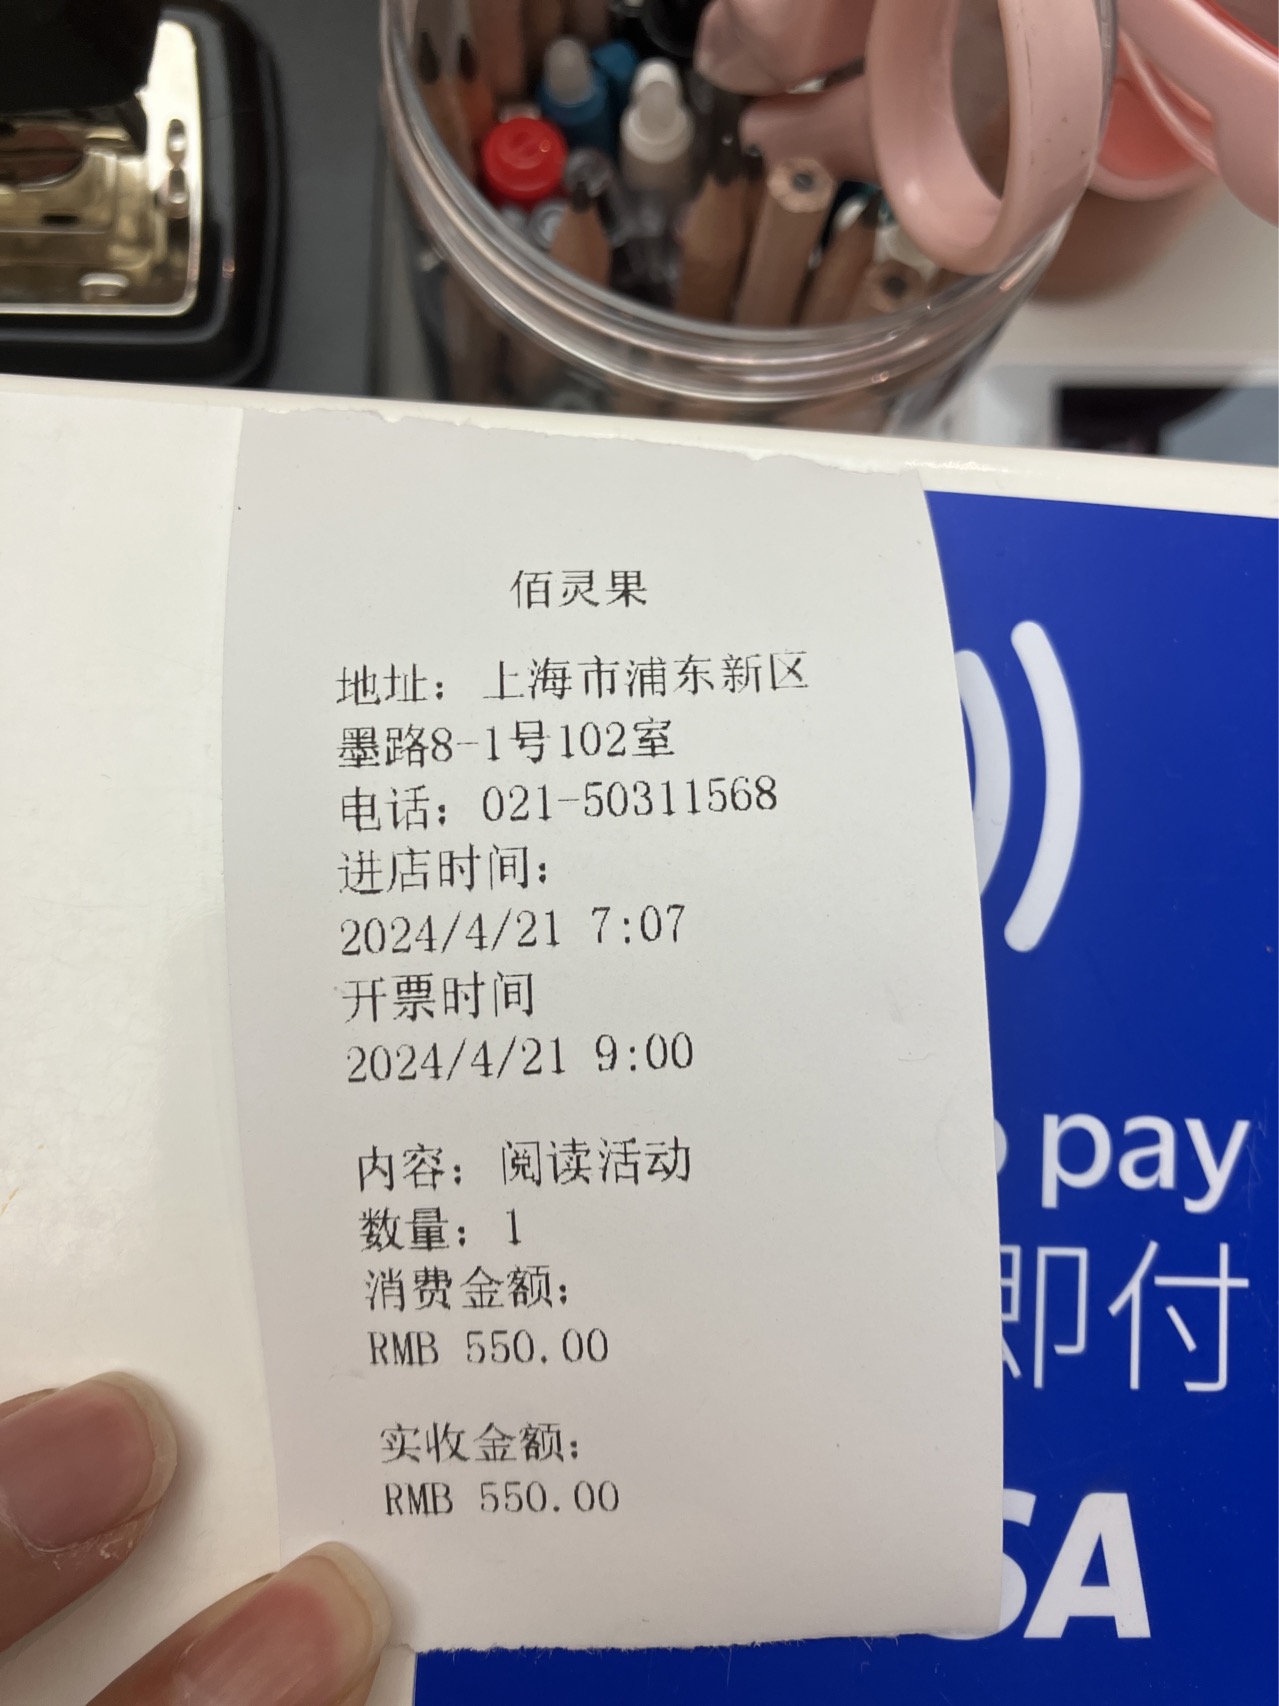 佰灵果
地址：上海市浦东新区
墨路8-1号102室
电话：021-50311568
进店时间：
2024/4/21 7:07
开票时间
2024/4/21 9:00
内容：阅读活动
数量：1
消费金额：
RMB 550.00
实收金额：
RMB 550.00
pay
即付
SA